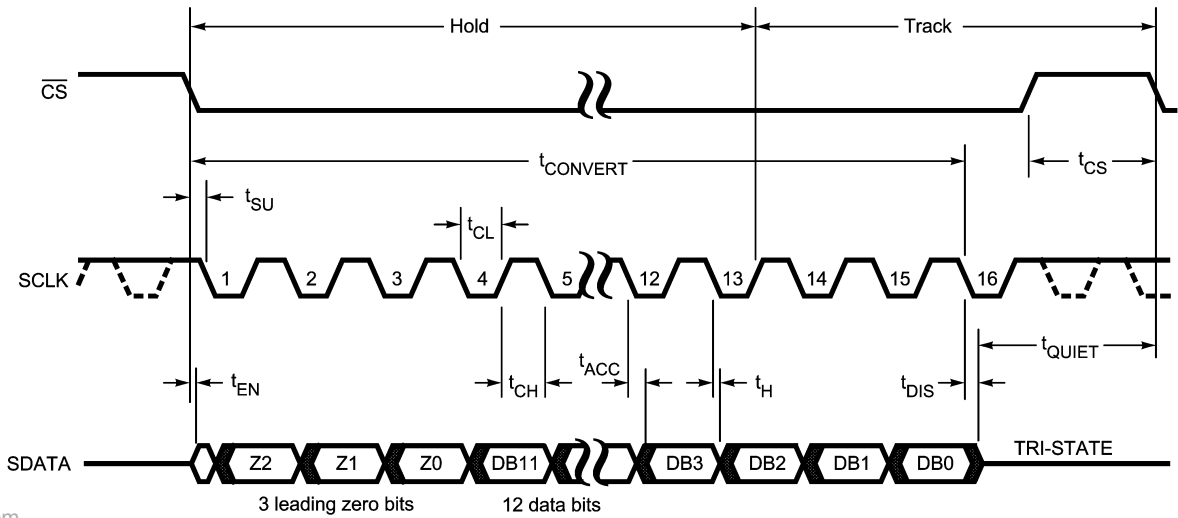 Hold Track
CS
tCONVERT tCS
tSU
tCL
SCLK 1 2 3 4 5 12 13 14 15 16
tQUIET
tACC
tEN tCH tH tDIS
SDATA Z2 Z1 Z0 DB11 DB3 DB2 DB1 DB0 TRI-STATE
3 leading zero bits 12 data bits